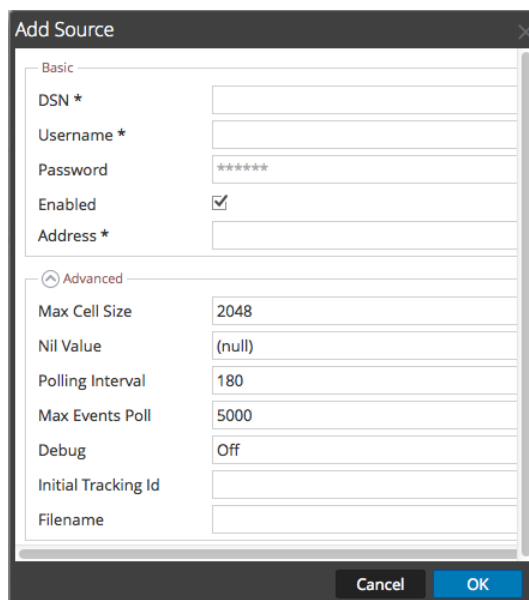 Add Source
Basic
DSN *
Username *
Password ******
Enabled
Address *
Advanced
Max Cell Size 2048
Nil Value (null)
Polling Interval 180
Max Events Poll 5000
Debug Off
Initial Tracking Id
Filename
Cancel OK